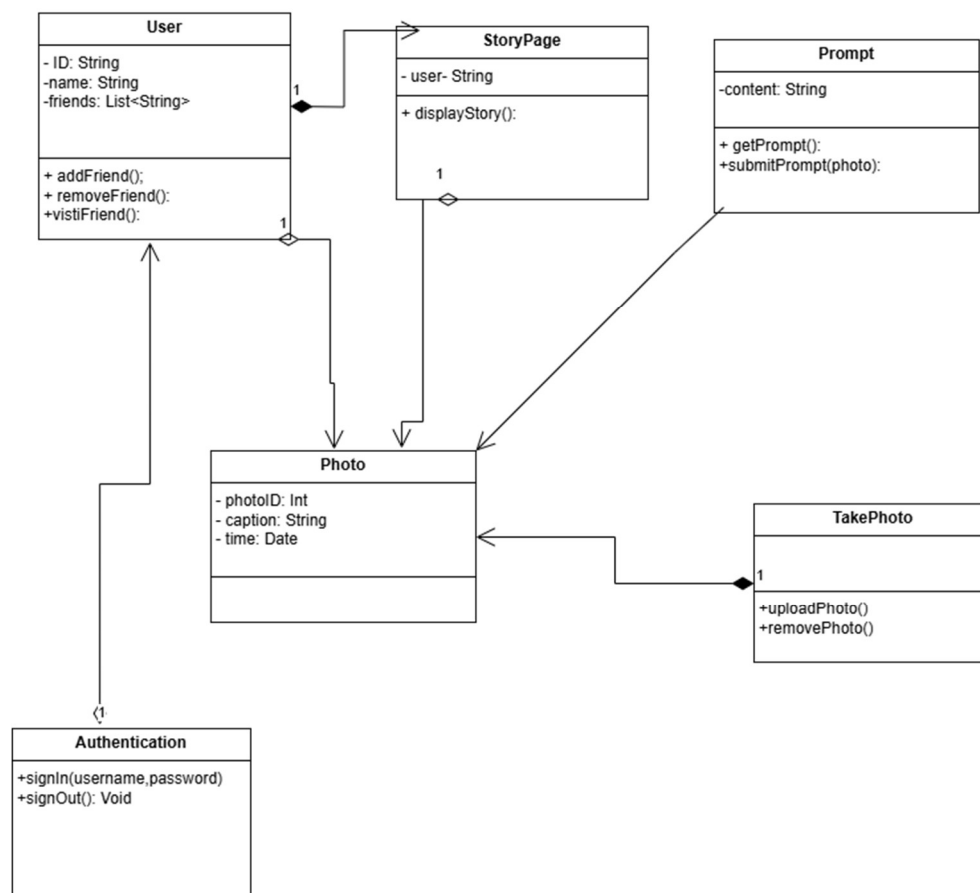 User
- ID: String
-name: String
-friends: List<String>
+ addFriend();
+ removeFriend():
+vistiFriend():
1
1
StoryPage
- user- String
+ displayStory():
1
Prompt
-content: String
+ getPrompt():
+submitPrompt(photo):
Photo
- photoID: Int
- caption: String
- time: Date
TakePhoto
1
+uploadPhoto()
+removePhoto()
1
Authentication
+signIn(username,password)
+signOut(): Void